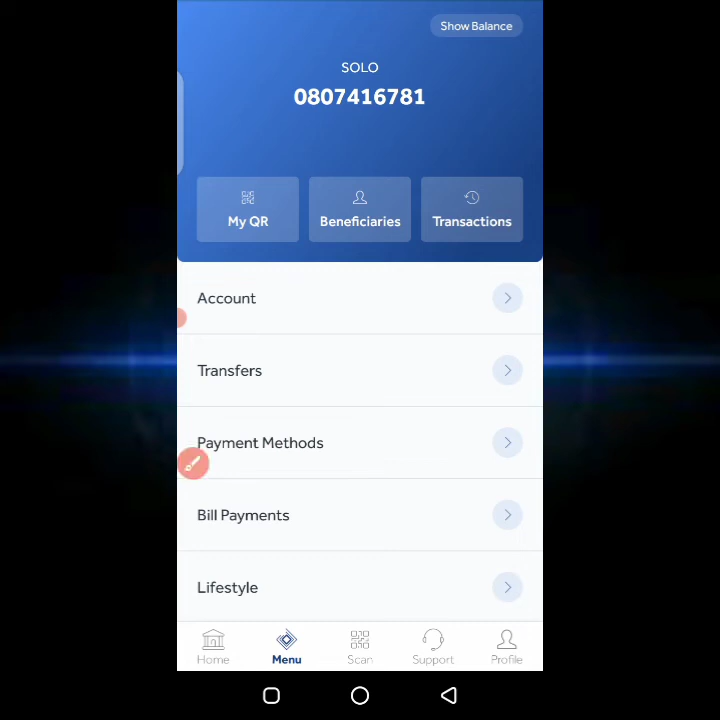 Show Balance
SOLO
0807416781
My QR
Beneficiaries
Transactions
Account
Transfers
Payment Methods
Bill Payments
Lifestyle
Home
Menu
Scan
Support
Profile